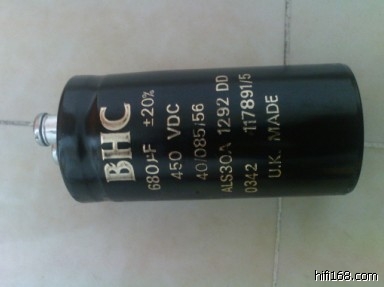 BHC
680µF ±20%
450 VDC
40/085/56
ALS30A 1292 DD
0342 117891/5
U.K. MADE
hifi168.com